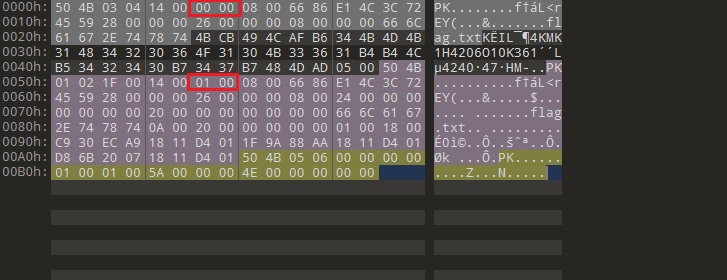 0000h: 50 4B 03 04 14 00 00 00 08 00 66 86 E1 4C 3C 72 PK........f†áL<r
0010h: 45 59 28 00 00 00 26 00 00 00 08 00 00 00 66 6C EY(...&.......fl
0020h: 61 67 2E 74 78 74 4B CB 49 4C AF B6 34 4B 4D 4B ag.txtKËIL¯¶4KMK
0030h: 31 48 34 32 30 36 4F 31 30 4B 33 36 31 B4 B4 4C 1H4206O10K361´´L
0040h: B5 34 32 34 30 B7 34 37 B7 48 4D AD 05 00 50 4B µ4240·47·HM­..PK
0050h: 01 02 1F 00 14 00 01 00 08 00 66 86 E1 4C 3C 72 ..........f†áL<r
0060h: 45 59 28 00 00 00 26 00 00 00 08 00 24 00 00 00 EY(...&.....$...
0070h: 00 00 00 00 20 00 00 00 00 00 00 00 66 6C 61 67 .... .......flag
0080h: 2E 74 78 74 0A 00 20 00 00 00 00 00 01 00 18 00 .txt.. .........
0090h: C9 30 EC A9 18 11 D4 01 1F 9A 88 AA 18 11 D4 01 É0ì©..Ô..šˆª..Ô.
00A0h: D8 6B 20 07 18 11 D4 01 50 4B 05 06 00 00 00 00 Øk ...Ô.PK......
00B0h: 01 00 01 00 5A 00 00 00 4E 00 00 00 00 00 ....Z...N.....